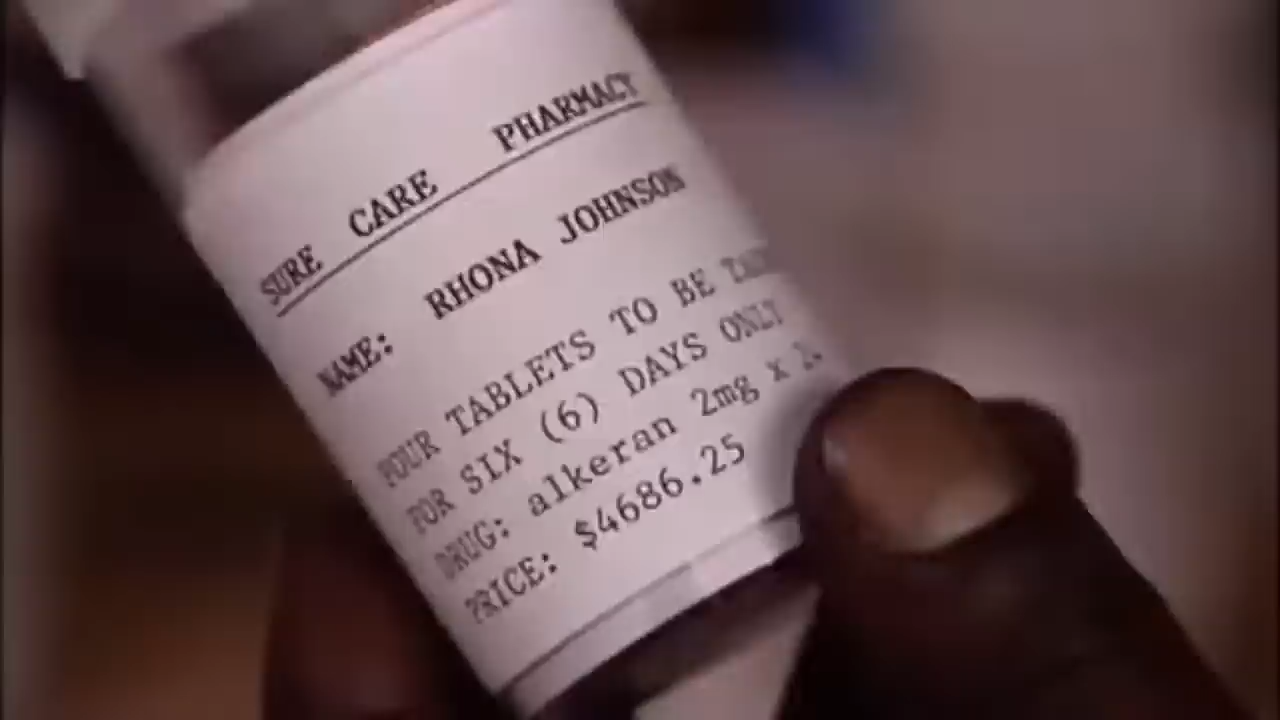 SURE CARE PHARMACY
NAME: RHONA JOHNSON
FOUR TABLETS TO BE
FOR SIX (6) DAYS ONLY
DRUG: alkeran 2mg x
PRICE: $4686.25